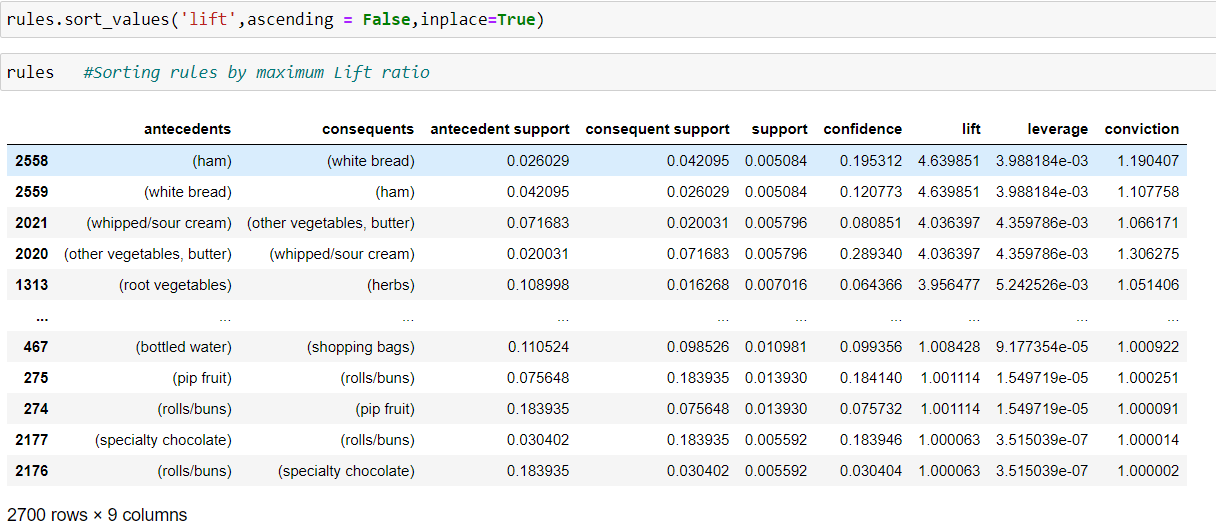 rules.sort_values('lift',ascending = False,inplace=True)
rules #Sorting rules by maximum Lift ratio
antecedents consequents antecedent support consequent support support confidence lift leverage conviction
2558 (ham) (white bread) 0.026029 0.042095 0.005084 0.195312 4.639851 3.988184e-03 1.190407
2559 (white bread) (ham) 0.042095 0.026029 0.005084 0.120773 4.639851 3.988184e-03 1.107758
2021 (whipped/sour cream) (other vegetables, butter) 0.071683 0.020031 0.005796 0.080851 4.036397 4.359786e-03 1.066171
2020 (other vegetables, butter) (whipped/sour cream) 0.020031 0.071683 0.005796 0.289340 4.036397 4.359786e-03 1.306275
1313 (root vegetables) (herbs) 0.108998 0.016268 0.007016 0.064366 3.956477 5.242526e-03 1.051406
... ... ... ... ... ... ... ... ... ...
467 (bottled water) (shopping bags) 0.110524 0.098526 0.010981 0.099356 1.008428 9.177354e-05 1.000922
275 (pip fruit) (rolls/buns) 0.075648 0.183935 0.013930 0.184140 1.001114 1.549719e-05 1.000251
274 (rolls/buns) (pip fruit) 0.183935 0.075648 0.013930 0.075732 1.001114 1.549719e-05 1.000091
2177 (specialty chocolate) (rolls/buns) 0.030402 0.183935 0.005592 0.183946 1.000063 3.515039e-07 1.000014
2176 (rolls/buns) (specialty chocolate) 0.183935 0.030402 0.005592 0.030404 1.000063 3.515039e-07 1.000002
2700 rows × 9 columns